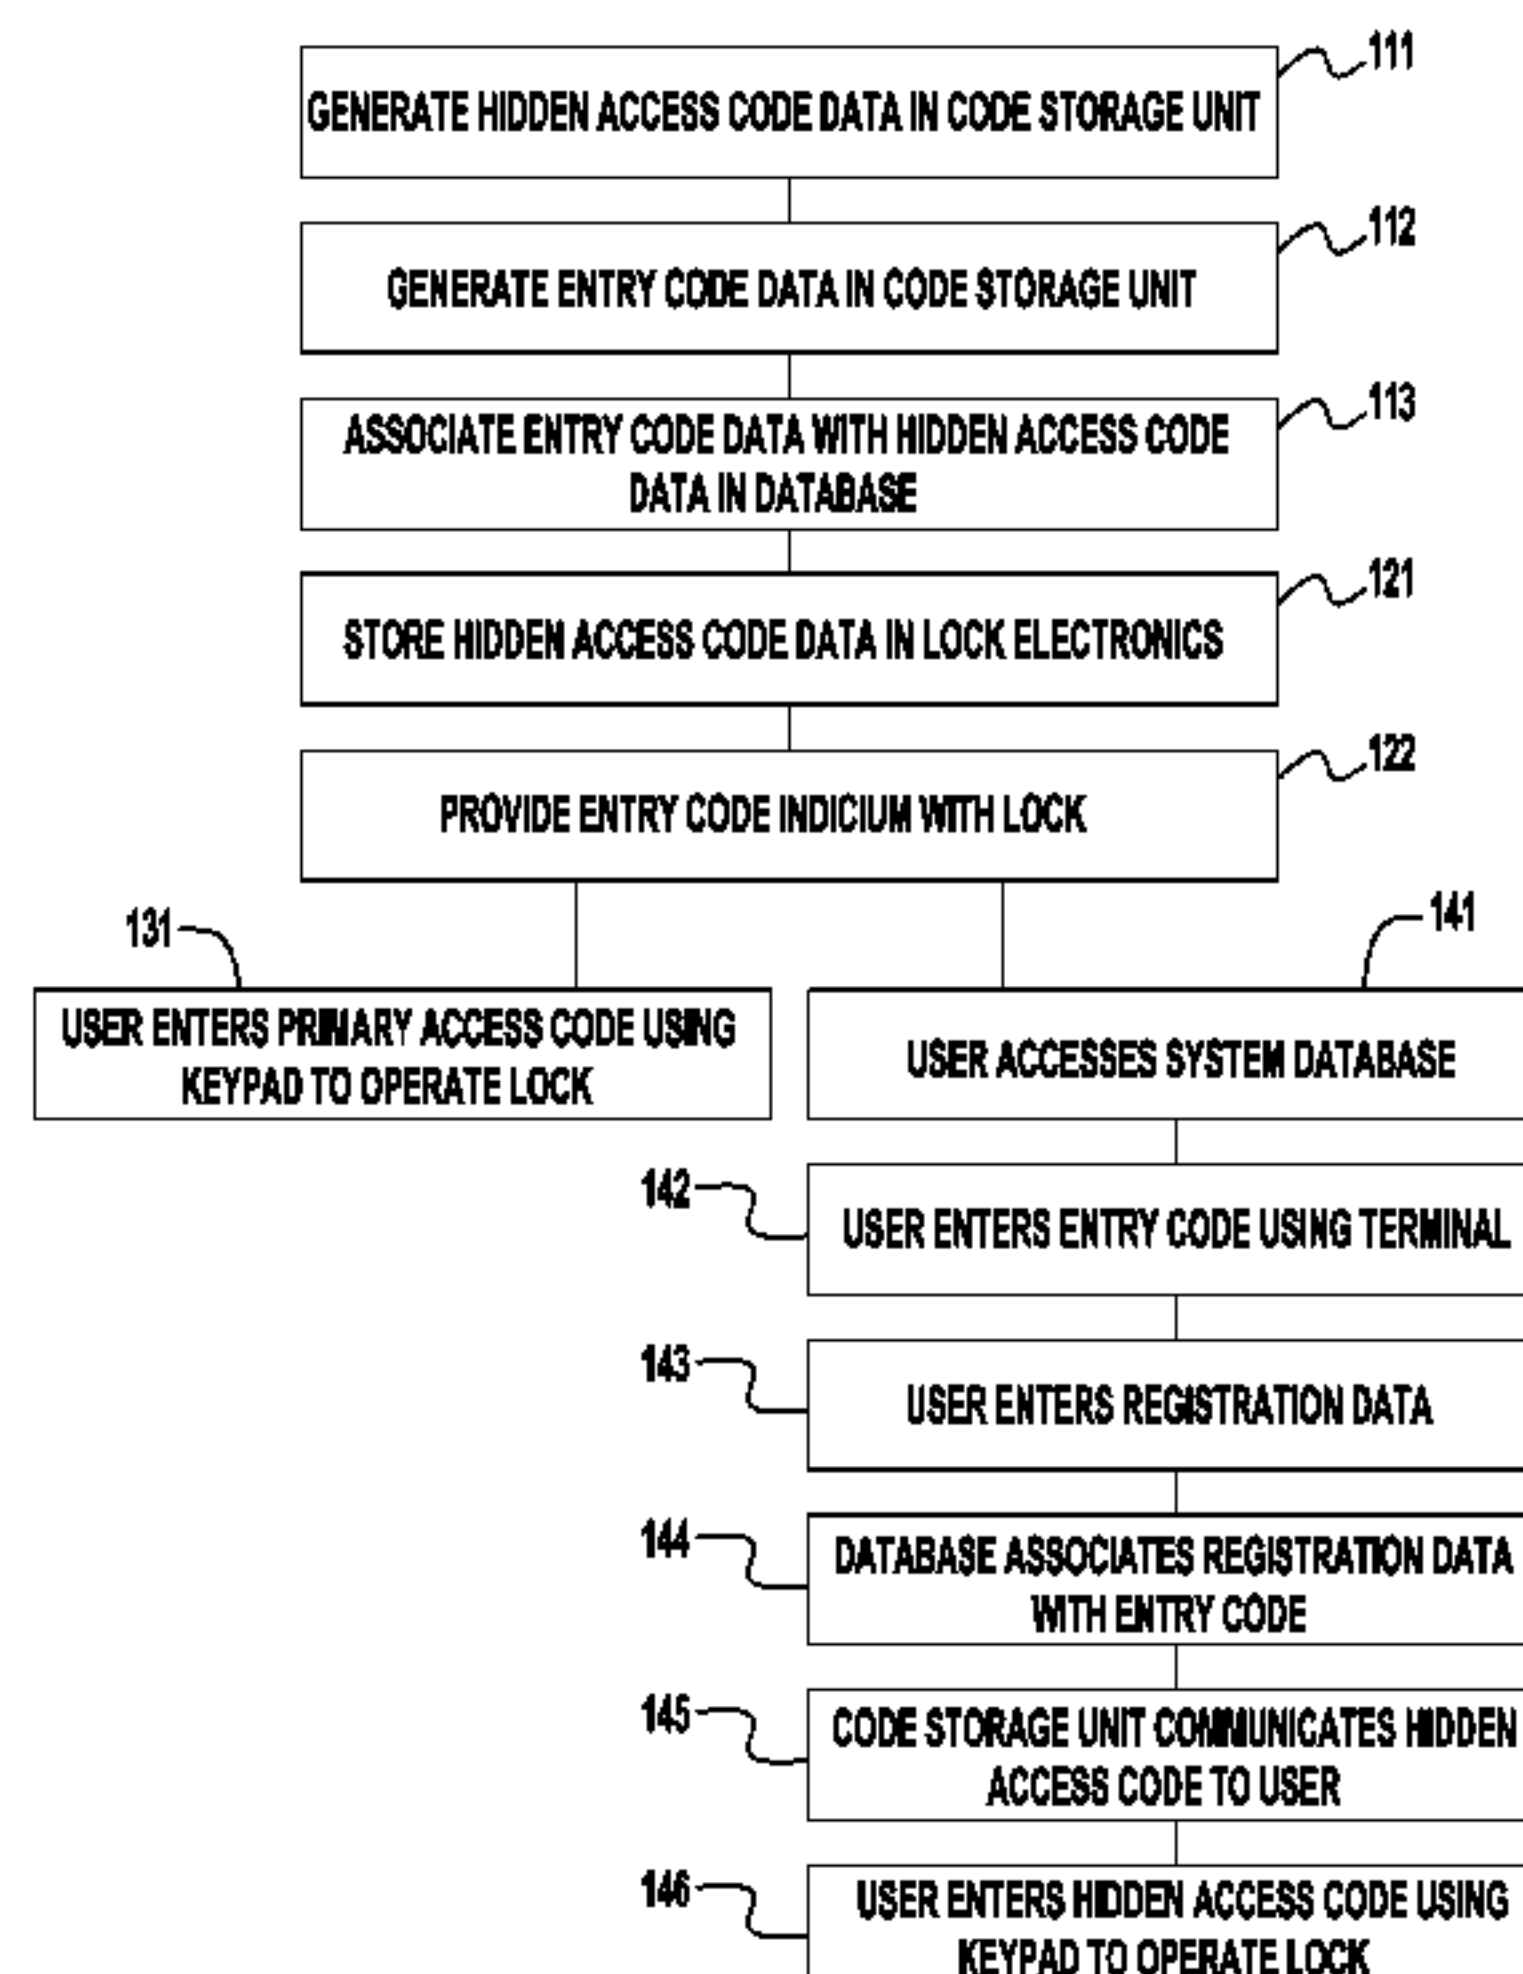 111
GENERATE HIDDEN ACCESS CODE DATA IN CODE STORAGE UNIT
112
GENERATE ENTRY CODE DATA IN CODE STORAGE UNIT
113
ASSOCIATE ENTRY CODE DATA WITH HIDDEN ACCESS CODE
DATA IN DATABASE
121
STORE HIDDEN ACCESS CODE DATA IN LOCK ELECTRONICS
122
PROVIDE ENTRY CODE INDICIUM WITH LOCK
131
USER ENTERS PRIMARY ACCESS CODE USING
KEYPAD TO OPERATE LOCK
141
USER ACCESSES SYSTEM DATABASE
142
USER ENTERS ENTRY CODE USING TERMINAL
143
USER ENTERS REGISTRATION DATA
144
DATABASE ASSOCIATES REGISTRATION DATA
WITH ENTRY CODE
145
CODE STORAGE UNIT COMMUNICATES HIDDEN
ACCESS CODE TO USER
146
USER ENTERS HIDDEN ACCESS CODE USING
KEYPAD TO OPERATE LOCK